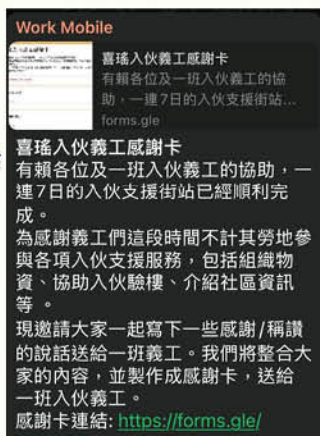 Work Mobile
喜瑤入伙義工感謝卡
有賴各位及一班入伙義工的協
助，一連7日的入伙支援街站...
forms.gle
喜瑤入伙義工感謝卡
有賴各位及一班入伙義工的協助，一
連7日的入伙支援街站已經順利完
成。
為感謝義工們這段時間不計其勞地參
與各項入伙支援服務，包括組織物
資、協助入伙驗樓、介紹社區資訊
等 。
現邀請大家一起寫下一些感謝/稱讚
的說話送給一班義工。我們將整合大
家的內容，並製作成感謝卡，送給
一班入伙義工。
感謝卡連結: https://forms.gle/